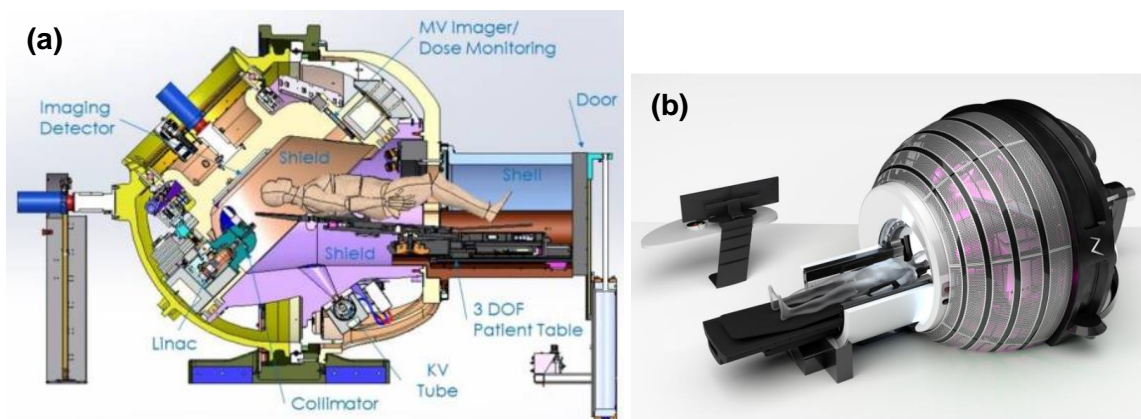 (a)
MV Imager/
Dose Monitoring
Door
Imaging
Detector
Shield
Shell
Shield
3 DOF
Patient Table
Linac
KV
Tube
Collimator
(b)
Z